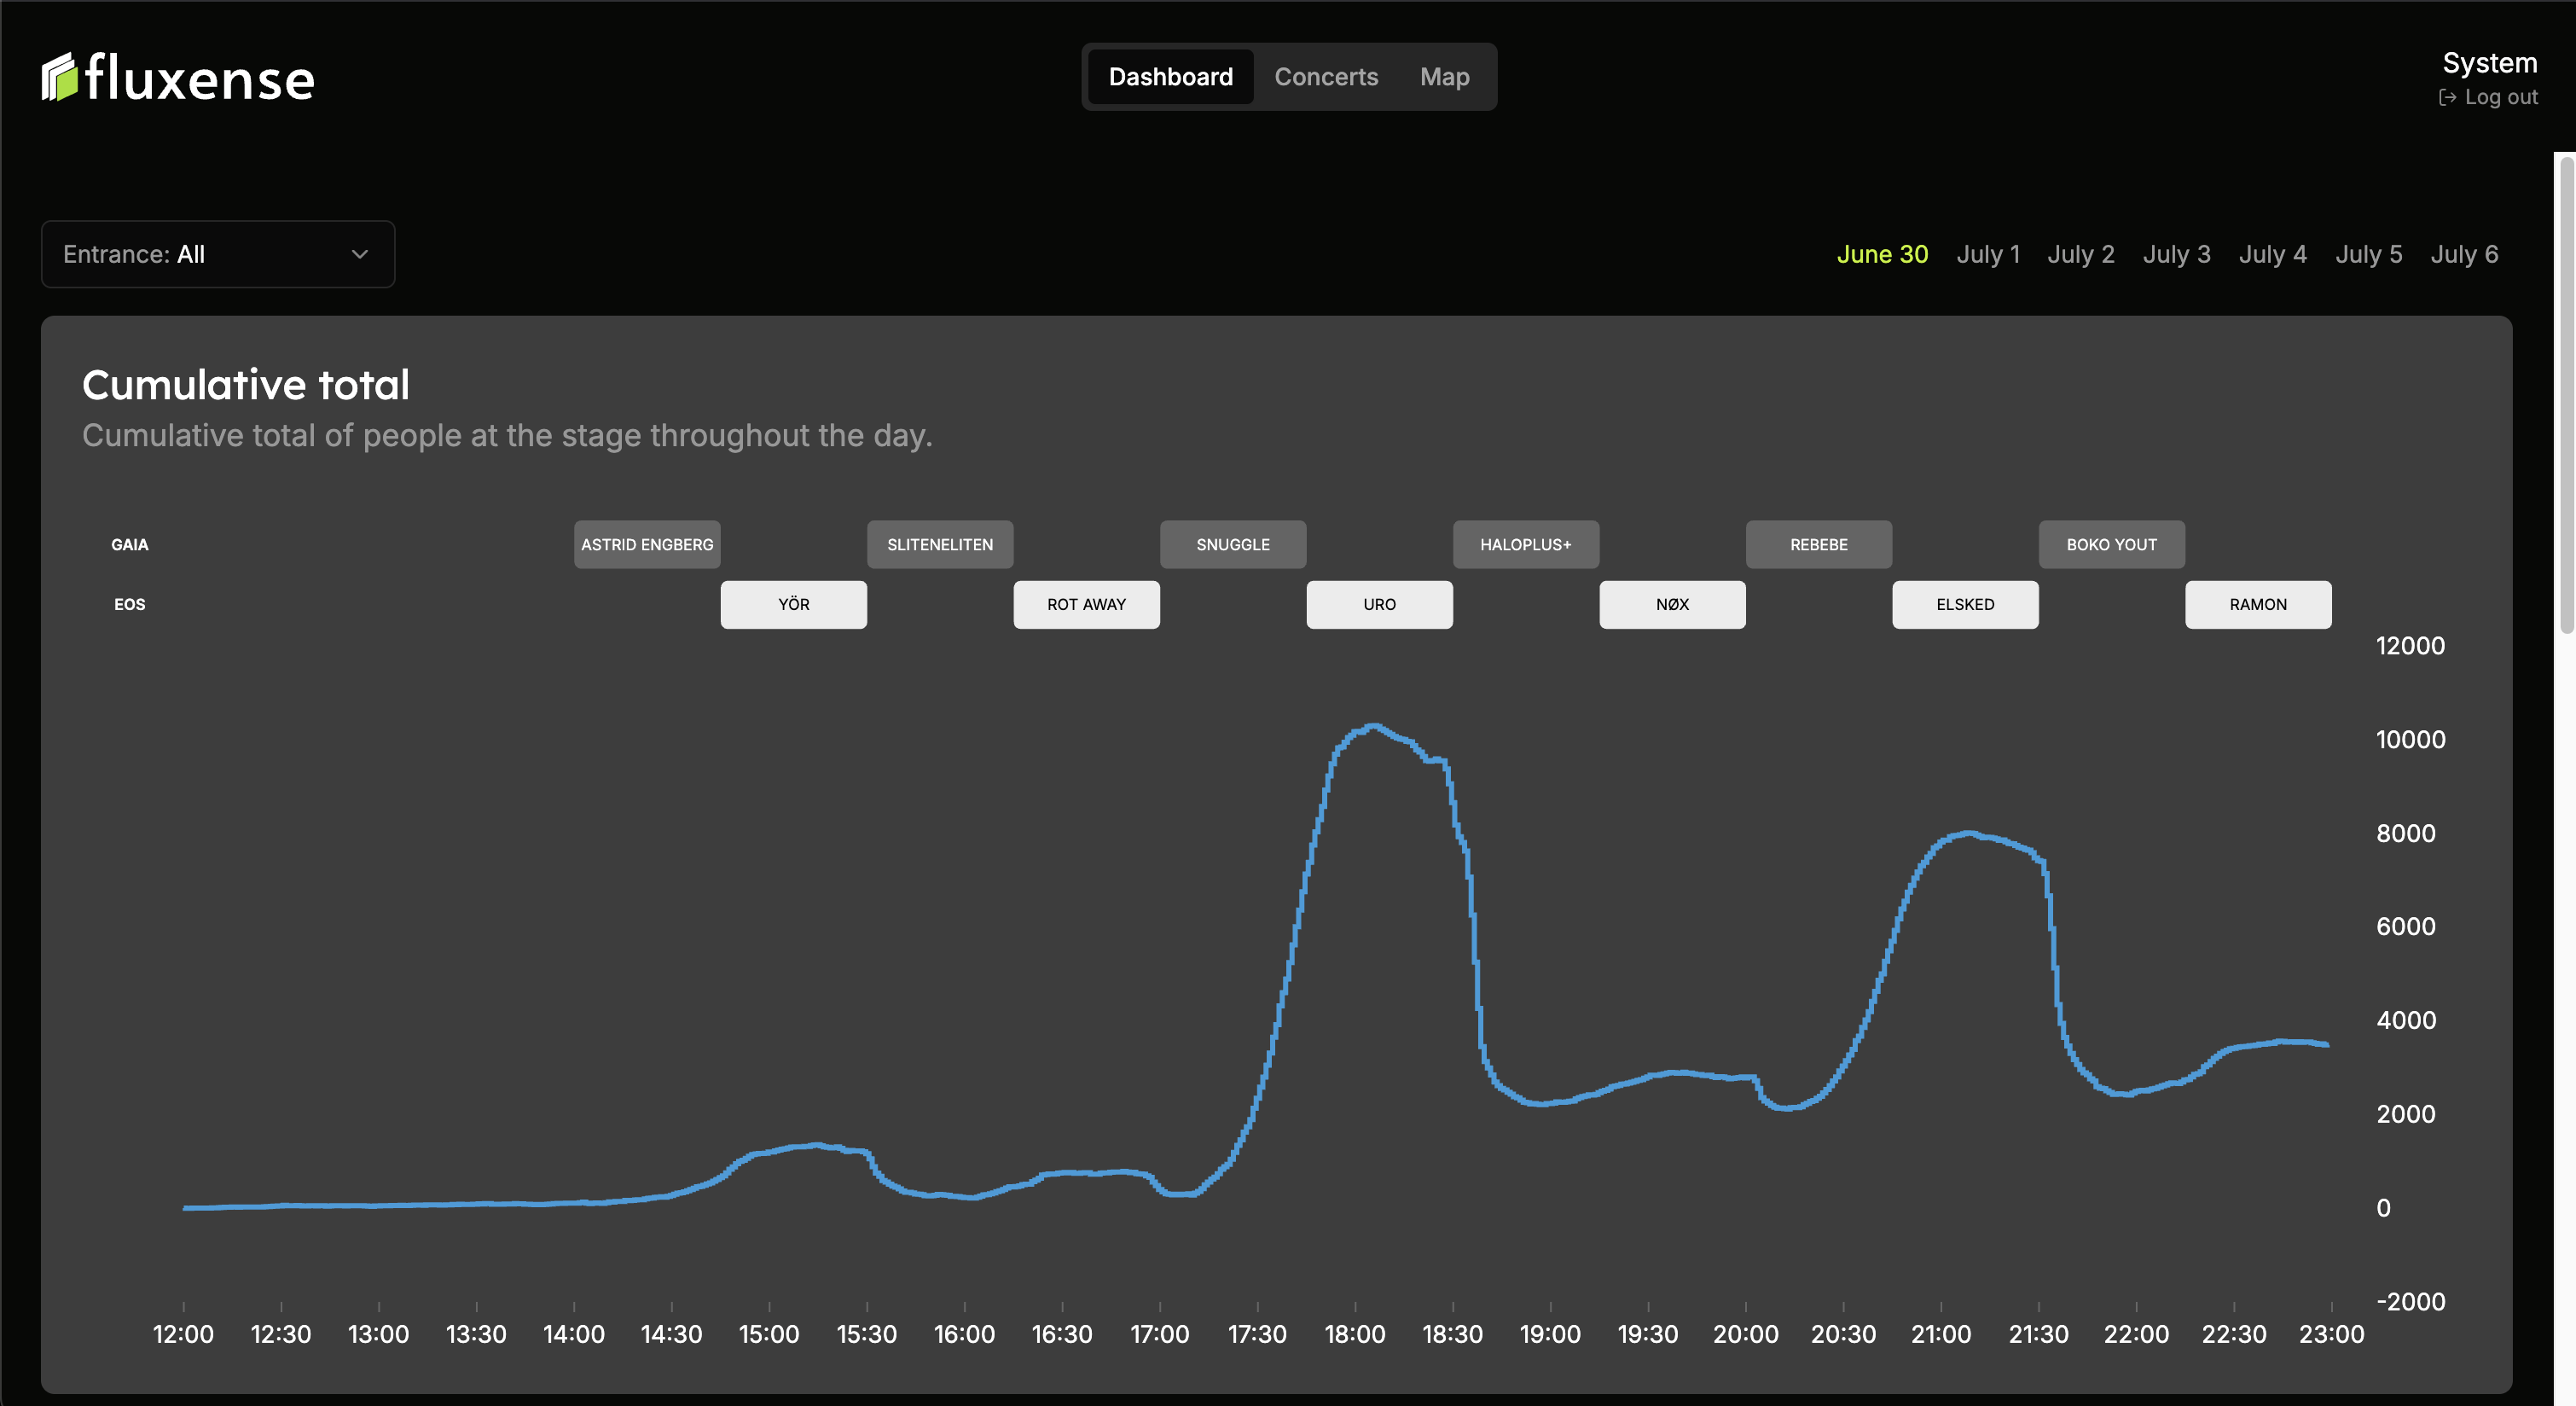 fluxense
Dashboard Concerts Map
System
Log out
Entrance: All
June 30 July 1 July 2 July 3 July 4 July 5 July 6
Cumulative total
Cumulative total of people at the stage throughout the day.
GAIA ASTRID ENGBERG SLITENELITEN SNUGGLE HALOPLUS+ REBEBE BOKO YOUT
EOS YÖR ROT AWAY URO NØX ELSKED RAMON
12000
10000
8000
6000
4000
2000
0
-2000
12:00 12:30 13:00 13:30 14:00 14:30 15:00 15:30 16:00 16:30 17:00 17:30 18:00 18:30 19:00 19:30 20:00 20:30 21:00 21:30 22:00 22:30 23:00